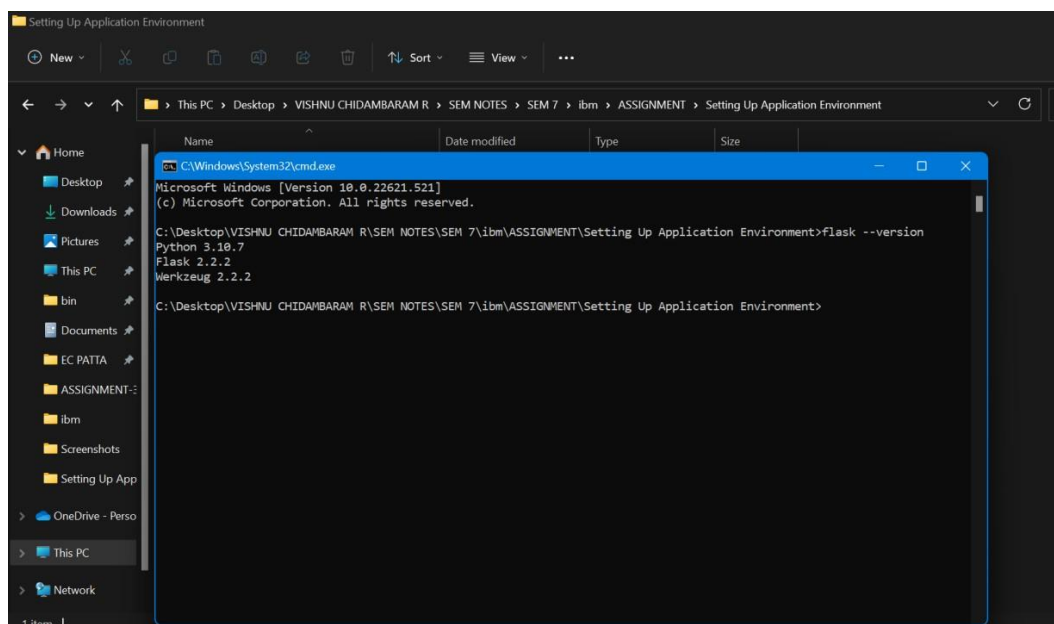 Setting Up Application Environment
New
Sort
View
This PC > Desktop > VISHNU CHIDAMBARAM R > SEM NOTES > SEM 7 > ibm > ASSIGNMENT > Setting Up Application Environment
Name Date modified Type Size
Home
Desktop
Downloads
Pictures
This PC
bin
Documents
EC PATTA
ASSIGNMENT-3
ibm
Screenshots
Setting Up App
OneDrive - Perso
This PC
Network
1 item
C:\Windows\System32\cmd.exe
Microsoft Windows [Version 10.0.22621.521]
(c) Microsoft Corporation. All rights reserved.
C:\Desktop\VISHNU CHIDAMBARAM R\SEM NOTES\SEM 7\ibm\ASSIGNMENT\Setting Up Application Environment>flask --version
Python 3.10.7
Flask 2.2.2
Werkzeug 2.2.2
C:\Desktop\VISHNU CHIDAMBARAM R\SEM NOTES\SEM 7\ibm\ASSIGNMENT\Setting Up Application Environment>